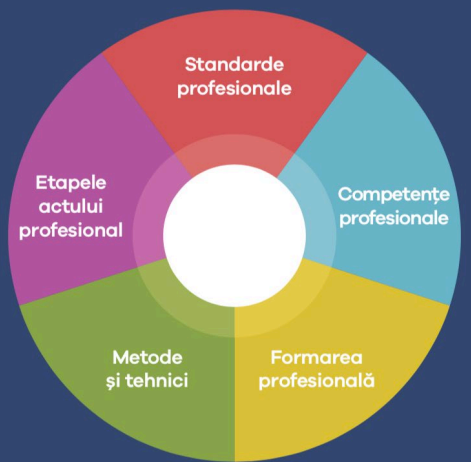 Standarde
profesionale
Competențe
profesionale
Formarea
profesională
Metode
și tehnici
Etapele
actului
profesional